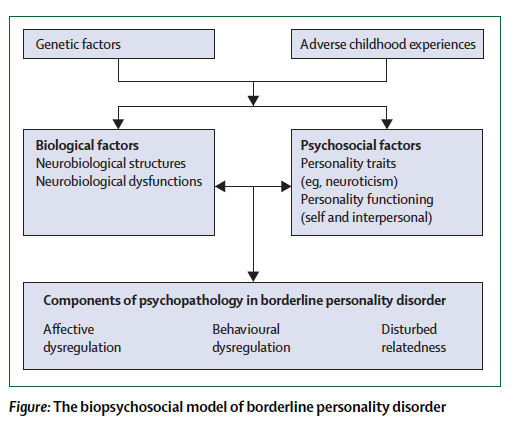 Genetic factors
Adverse childhood experiences
Biological factors
Neurobiological structures
Neurobiological dysfunctions
Psychosocial factors
Personality traits
(eg, neuroticism)
Personality functioning
(self and interpersonal)
Components of psychopathology in borderline personality disorder
Affective
dysregulation
Behavioural
dysregulation
Disturbed
relatedness
Figure: The biopsychosocial model of borderline personality disorder